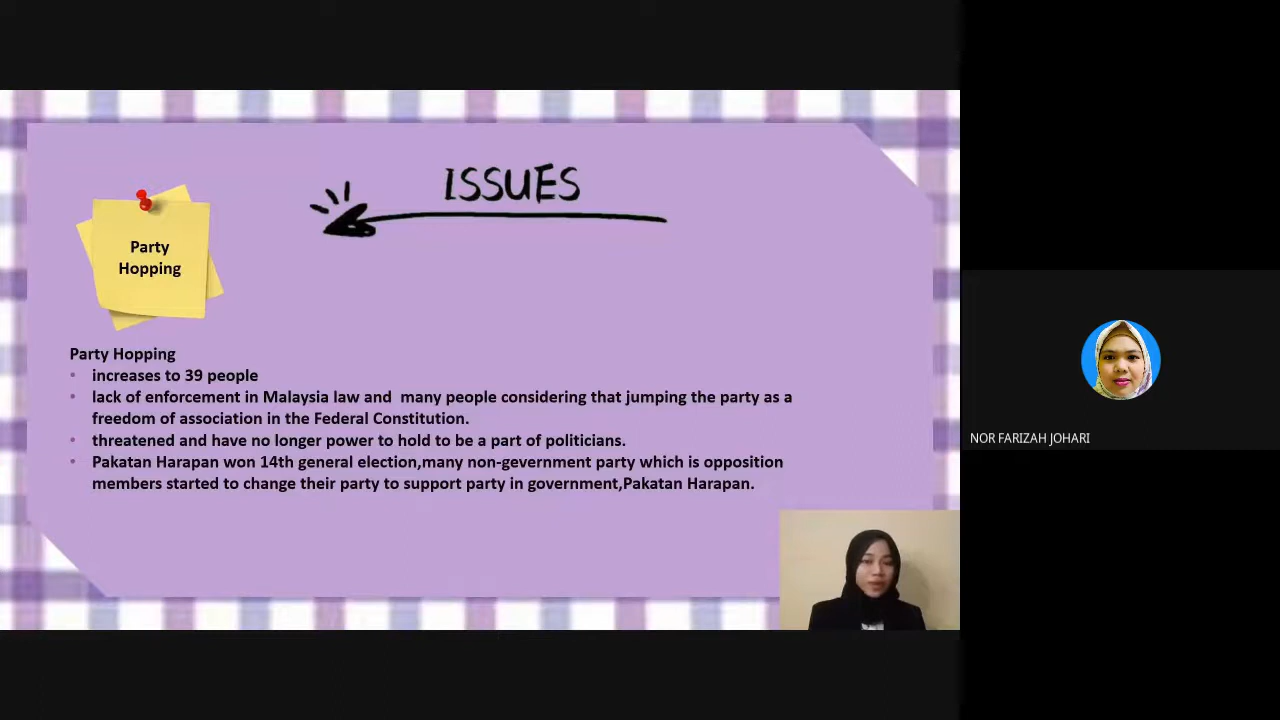 ISSUES
Party
Hopping
Party Hopping
• increases to 39 people
• lack of enforcement in Malaysia law and  many people considering that jumping the party as a
freedom of association in the Federal Constitution.
• threatened and have no longer power to hold to be a part of politicians.
• Pakatan Harapan won 14th general election,many non-gevernment party which is opposition
members started to change their party to support party in government,Pakatan Harapan.
NOR FARIZAH JOHARI